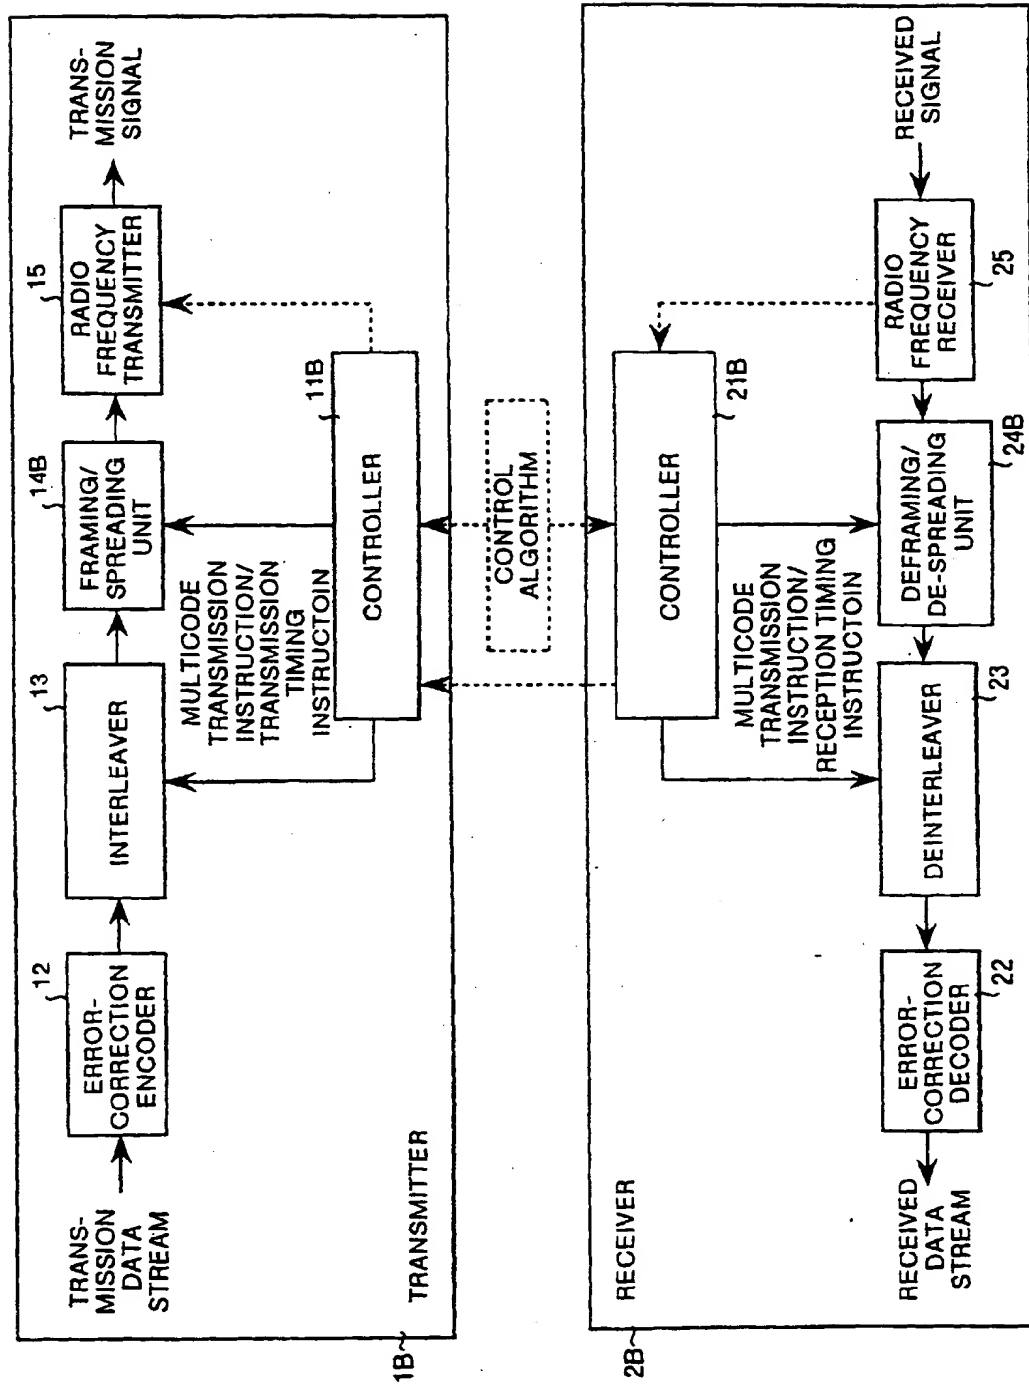 1B
TRANSMITTER
TRANS-
MISSION
DATA
STREAM
12
ERROR-
CORRECTION
ENCODER
13
INTERLEAVER
14B
FRAMING/
SPREADING
UNIT
15
RADIO
FREQUENCY
TRANSMITTER
TRANS-
MISSION
SIGNAL
MULTICODE
TRANSMISSION
INSTRUCTION/
TRANSMISSION
TIMING
INSTRUCTOIN
11B
CONTROLLER
CONTROL
ALGORITHM
2B
RECEIVER
CONTROLLER
21B
MULTICODE
TRANSMISSION
INSTRUCTION/
RECEPTION TIMING
INSTRUCTOIN
RECEIVED
DATA
STREAM
ERROR-
CORRECTION
DECODER
22
DEINTERLEAVER
23
DEFRAMING/
DE-SPREADING
UNIT
24B
RADIO
FREQUENCY
RECEIVER
25
RECEIVED
SIGNAL